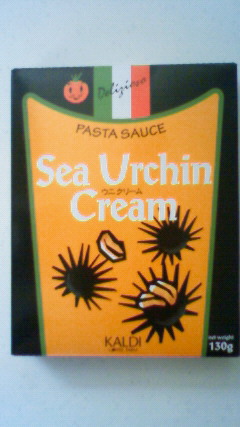 Delizioso
PASTA SAUCE
Sea Urchin
ウニクリーム
Cream
KALDI
net weight
130g